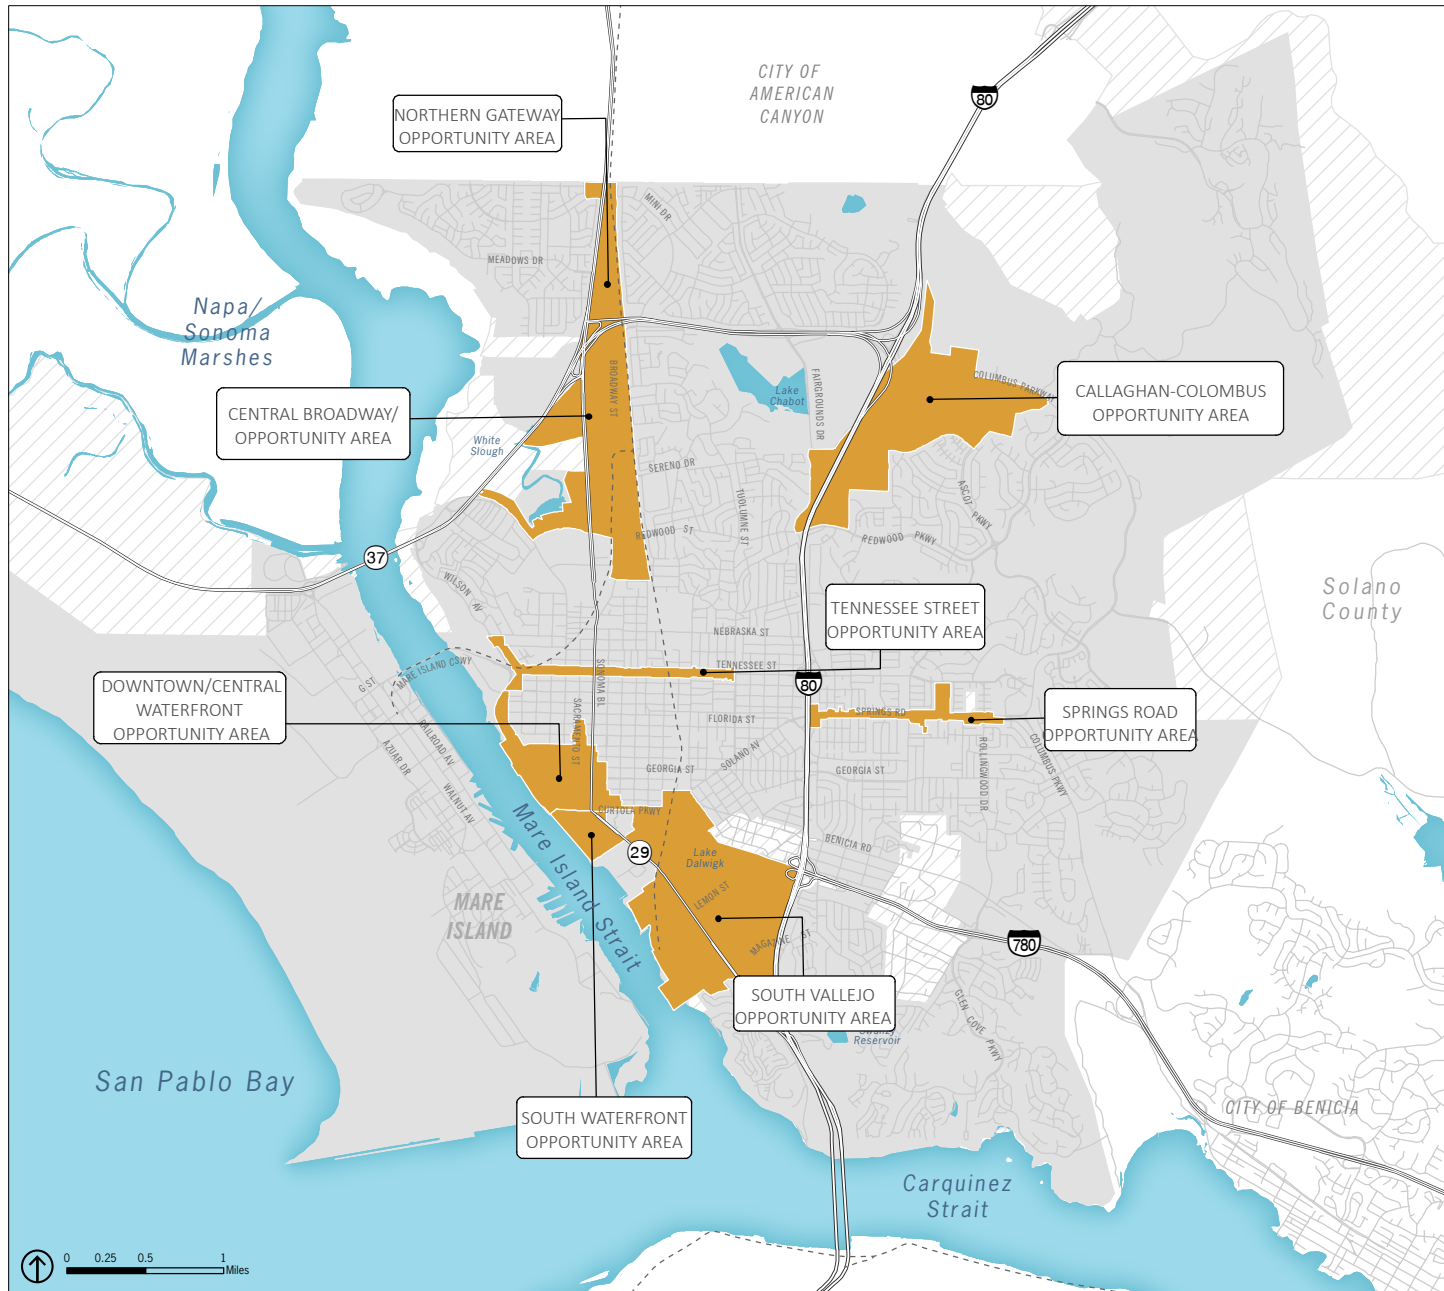 CITY OF
AMERICAN
CANYON
80
NORTHERN GATEWAY
OPPORTUNITY AREA
MINI DR
MEADOWS DR
Napa/
Sonoma
Marshes
BROADWAY ST
Lake
Chabot
FAIRGROUNDS DR
COLUMBUS PARKWAY
CALLAGHAN-COLOMBUS
OPPORTUNITY AREA
CENTRAL BROADWAY/
OPPORTUNITY AREA
White
Slough
SERENO DR
TUOLUMNE ST
ASCOT PKWY
REDWOOD ST
REDWOOD PKWY
37
WILSON AV
Solano
County
TENNESSEE STREET
OPPORTUNITY AREA
NEBRASKA ST
TENNESSEE ST
MARE ISLAND CSWY
G ST
SONOMA BL
80
DOWNTOWN/CENTRAL
WATERFRONT
OPPORTUNITY AREA
SACRAMENTO ST
FLORIDA ST
SPRINGS RD
SPRINGS ROAD
OPPORTUNITY AREA
RAILROAD AV
AZUAR DR
WALNUT AV
GEORGIA ST
SOLANO AV
GEORGIA ST
ROLLINGWOOD DR
COLUMBUS PKWY
CURTOLA PKWY
29
Lake
Dalwigk
BENICIA RD
LEMON ST
MAGAZINE ST
MARE
ISLAND
Mare Island Strait
780
SOUTH VALLEJO
OPPORTUNITY AREA
Swanzy
Reservoir
GLEN COVE PKWY
San Pablo Bay
SOUTH WATERFRONT
OPPORTUNITY AREA
CITY OF BENICIA
Carquinez
Strait
0 0.25 0.5 1
Miles